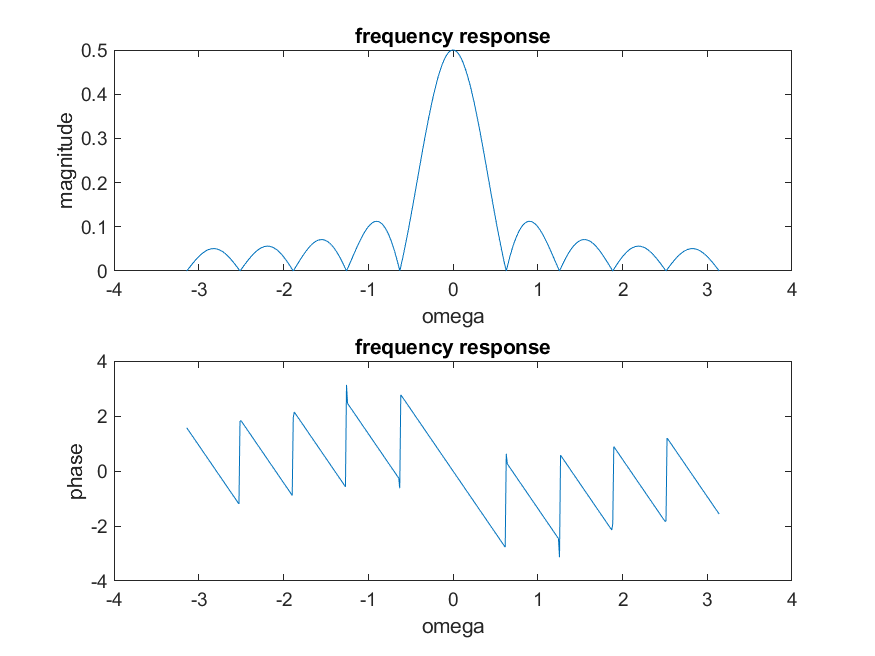 frequency response
0.5
0.4
0.3
0.2
0.1
0
magnitude
-4 -3 -2 -1 0 1 2 3 4
omega
frequency response
4
2
0
-2
-4
phase
-4 -3 -2 -1 0 1 2 3 4
omega